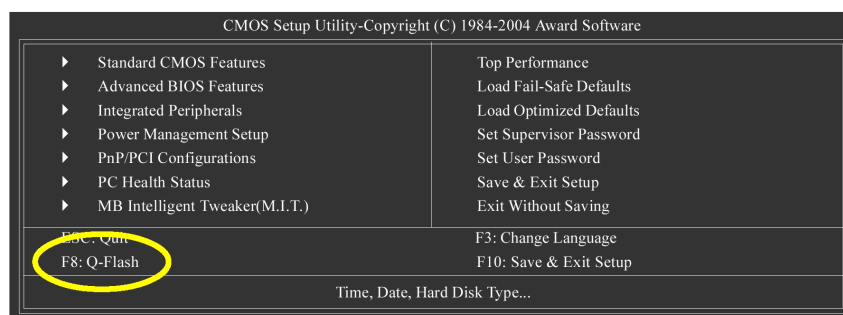 CMOS Setup Utility-Copyright (C) 1984-2004 Award Software
Standard CMOS Features
Advanced BIOS Features
Integrated Peripherals
Power Management Setup
PnP/PCI Configurations
PC Health Status
MB Intelligent Tweaker(M.I.T.)
Top Performance
Load Fail-Safe Defaults
Load Optimized Defaults
Set Supervisor Password
Set User Password
Save & Exit Setup
Exit Without Saving
ESC: Quit
F3: Change Language
F8: Q-Flash
F10: Save & Exit Setup
Time, Date, Hard Disk Type...